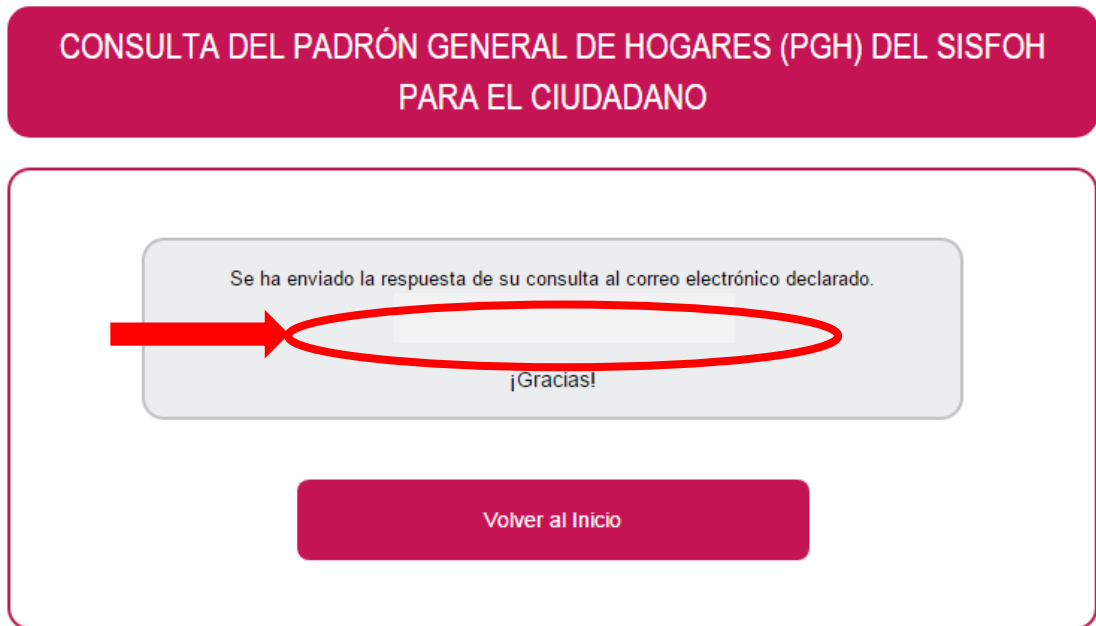 CONSULTA DEL PADRÓN GENERAL DE HOGARES (PGH) DEL SISFOH
PARA EL CIUDADANO
Se ha enviado la respuesta de su consulta al correo electrónico declarado.
¡Gracias!
Volver al Inicio